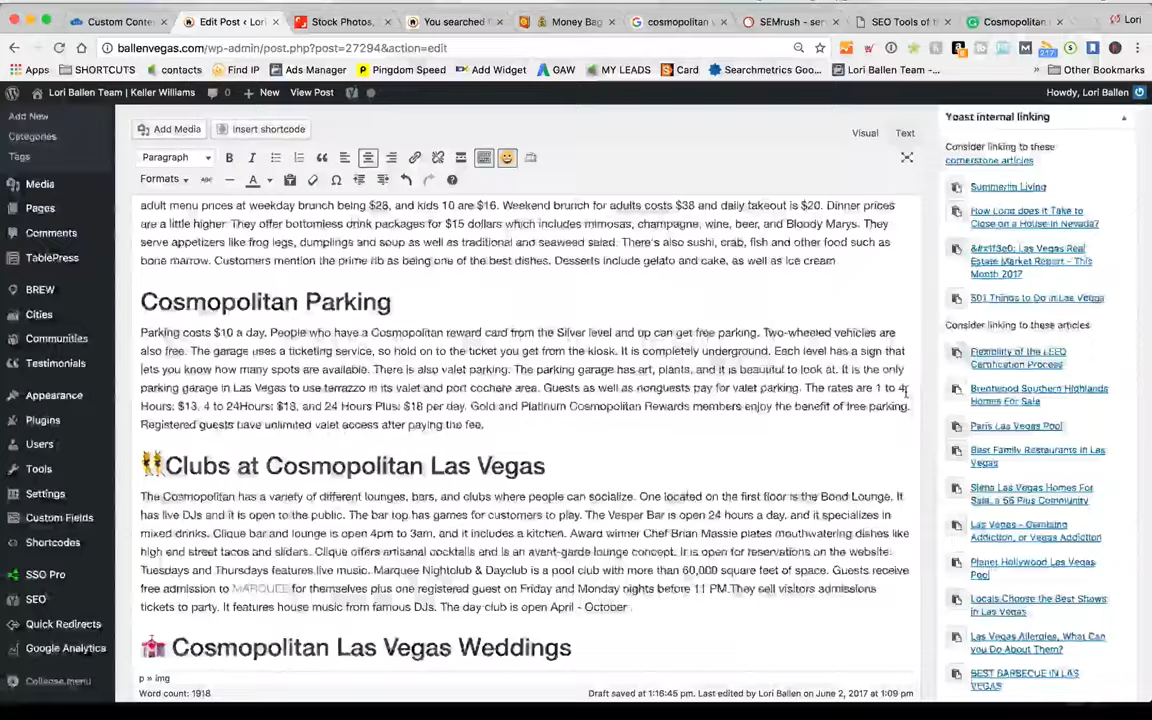 Custom Conte
Edit Post ‹ Lori
Stock Photos,
You searched f
Money Bag
cosmopolitan
SEMrush - ser
SEO Tools of t
Cosmopolitan
Lori
ballenvegas.com/wp-admin/post.php?post=27294&action=edit
Apps
SHORTCUTS
contacts
Find IP
Ads Manager
Pingdom Speed
Add Widget
GAW
MY LEADS
Card
Searchmetrics Goo...
Lori Ballen Team -...
Other Bookmarks
Lori Ballen Team | Keller Williams
New
View Post
Howdy, Lori Ballen
Add New
Categories
Tags
Media
Pages
Comments
TablePress
BREW
Cities
Communities
Testimonials
Appearance
Plugins
Users
Tools
Settings
Custom Fields
Shortcodes
SSO Pro
SEO
Quick Redirects
Google Analytics
Collapse menu
Add Media
Insert shortcode
Visual
Text
Paragraph
Formats
adult menu prices at weekday brunch being $28, and kids 10 are $16. Weekend brunch for adults costs $38 and daily takeout is $20. Dinner prices
are a little higher They offer bottomless drink packages for $15 dollars which includes mimosas, champagne, wine, beer, and Bloody Marys. They
serve appetizers like frog legs, dumplings and soup as well as traditional and seaweed salad. There's also sushi, crab, fish and other food such as
bone marrow. Customers mention the prime rib as being one of the best dishes. Desserts include gelato and cake, as well as ice cream
Cosmopolitan Parking
Parking costs $10 a day. People who have a Cosmopolitan reward card from the Silver level and up can get free parking. Two-wheeled vehicles are
also free. The garage uses a ticketing service, so hold on to the ticket you get from the kiosk. It is completely underground. Each level has a sign that
lets you know how many spots are available. There is also valet parking. The parking garage has art, plants, and it is beautiful to look at. It is the only
parking garage in Las Vegas to use terrazzo in its valet and port cochere area. Guests as well as nonguests pay for valet parking. The rates are 1 to 4
Hours: $13, 4 to 24Hours: $18, and 24 Hours Plus: $18 per day. Gold and Platinum Cosmopolitan Rewards members enjoy the benefit of free parking.
Registered guests have unlimited valet access after paying the fee.
Clubs at Cosmopolitan Las Vegas
The Cosmopolitan has a variety of different lounges, bars, and clubs where people can socialize. One located on the first floor is the Bond Lounge. It
has live DJs and it is open to the public. The bar top has games for customers to play. The Vesper Bar is open 24 hours a day, and it specializes in
mixed drinks. Clique bar and lounge is open 4pm to 3am, and it includes a kitchen. Award winner Chef Brian Massie plates mouthwatering dishes like
high end street tacos and sliders. Clique offers artisanal cocktails and is an avant-garde lounge concept. It is open for reservations on the website.
Tuesdays and Thursdays features live music. Marquee Nightclub & Dayclub is a pool club with more than 60,000 square feet of space. Guests receive
free admission to MARQUEE for themselves plus one registered guest on Friday and Monday nights before 11 PM.They sell visitors admissions
tickets to party. It features house music from famous DJs. The day club is open April - October .
Cosmopolitan Las Vegas Weddings
p » img
Word count: 1918
Draft saved at 1:16:45 pm. Last edited by Lori Ballen on June 2, 2017 at 1:09 pm
Yoast internal linking
Consider linking to these
cornerstone articles
Summerlin Living
How Long does it Take to
Close on a House in Nevada?
Las Vegas Real
Estate Market Report - This
Month 2017
501 Things to Do in Las Vegas
Consider linking to these articles
Flexibility of the LEED
Certification Process
Brentwood Southern Highlands
Homes For Sale
Paris Las Vegas Pool
Best Family Restaurants in Las
Vegas
Siena Las Vegas Homes For
Sale, a 55 Plus Community
Las Vegas - Gambling
Addiction, or Vegas Addiction
Planet Hollywood Las Vegas
Pool
Locals Choose the Best Shows
in Las Vegas
Las Vegas Allergies, What Can
you Do About Them?
BEST BARBECUE IN LAS
VEGAS